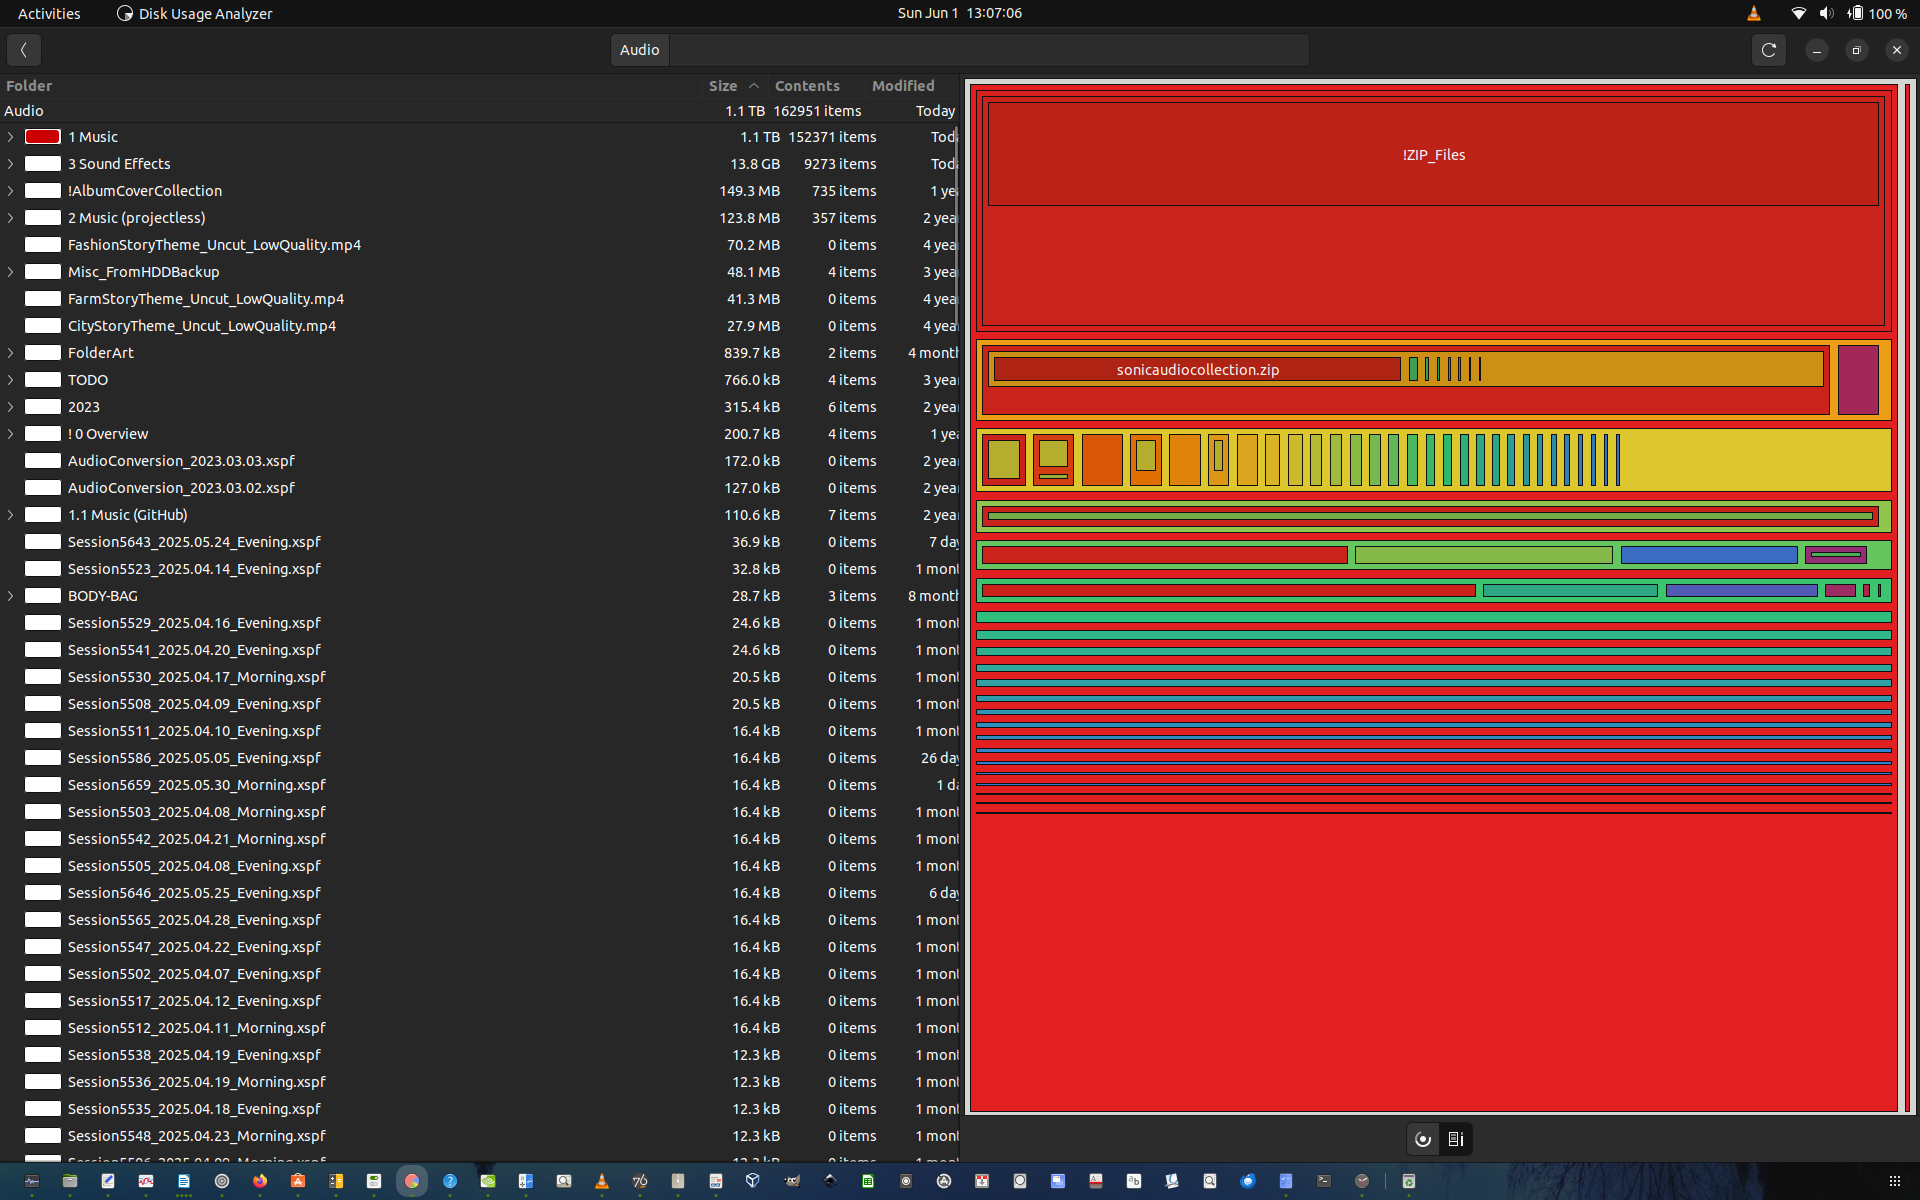 Activities Disk Usage Analyzer Sun Jun 1 13:07:06 100 %
Audio
Folder Size Contents Modified
Audio 1.1 TB 162951 items Today
1 Music 1.1 TB 152371 items Toda
3 Sound Effects 13.8 GB 9273 items Toda
!AlbumCoverCollection 149.3 MB 735 items 1 yea
2 Music (projectless) 123.8 MB 357 items 2 yea
FashionStoryTheme_Uncut_LowQuality.mp4 70.2 MB 0 items 4 yea
Misc_FromHDDBackup 48.1 MB 4 items 3 yea
FarmStoryTheme_Uncut_LowQuality.mp4 41.3 MB 0 items 4 yea
CityStoryTheme_Uncut_LowQuality.mp4 27.9 MB 0 items 4 yea
FolderArt 839.7 kB 2 items 4 month
TODO 766.0 kB 4 items 3 yea
2023 315.4 kB 6 items 2 yea
! 0 Overview 200.7 kB 4 items 1 yea
AudioConversion_2023.03.03.xspf 172.0 kB 0 items 2 yea
AudioConversion_2023.03.02.xspf 127.0 kB 0 items 2 yea
1.1 Music (GitHub) 110.6 kB 7 items 2 yea
Session5643_2025.05.24_Evening.xspf 36.9 kB 0 items 7 day
Session5523_2025.04.14_Evening.xspf 32.8 kB 0 items 1 mont
BODY-BAG 28.7 kB 3 items 8 month
Session5529_2025.04.16_Evening.xspf 24.6 kB 0 items 1 mont
Session5541_2025.04.20_Evening.xspf 24.6 kB 0 items 1 mont
Session5530_2025.04.17_Morning.xspf 20.5 kB 0 items 1 mont
Session5508_2025.04.09_Evening.xspf 20.5 kB 0 items 1 mont
Session5511_2025.04.10_Evening.xspf 16.4 kB 0 items 1 mont
Session5586_2025.05.05_Evening.xspf 16.4 kB 0 items 26 day
Session5659_2025.05.30_Morning.xspf 16.4 kB 0 items 1 da
Session5503_2025.04.08_Morning.xspf 16.4 kB 0 items 1 mont
Session5542_2025.04.21_Morning.xspf 16.4 kB 0 items 1 mont
Session5505_2025.04.08_Evening.xspf 16.4 kB 0 items 1 mont
Session5646_2025.05.25_Evening.xspf 16.4 kB 0 items 6 day
Session5565_2025.04.28_Evening.xspf 16.4 kB 0 items 1 mont
Session5547_2025.04.22_Evening.xspf 16.4 kB 0 items 1 mont
Session5502_2025.04.07_Evening.xspf 16.4 kB 0 items 1 mont
Session5517_2025.04.12_Evening.xspf 16.4 kB 0 items 1 mont
Session5512_2025.04.11_Morning.xspf 16.4 kB 0 items 1 mont
Session5538_2025.04.19_Evening.xspf 12.3 kB 0 items 1 mont
Session5536_2025.04.19_Morning.xspf 12.3 kB 0 items 1 mont
Session5535_2025.04.18_Evening.xspf 12.3 kB 0 items 1 mont
Session5548_2025.04.23_Morning.xspf 12.3 kB 0 items 1 mont
!ZIP_Files
sonicaudiocollection.zip